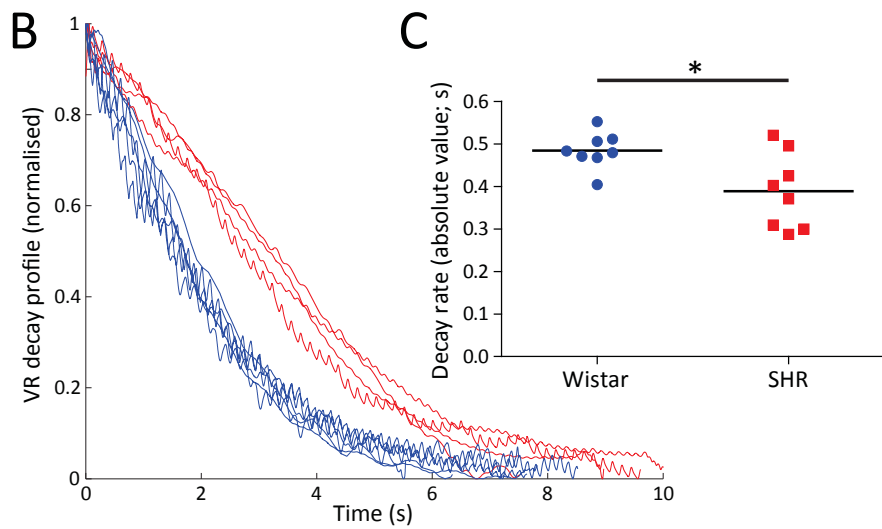 B
VR decay profile (normalised)
1
0.8
0.6
0.4
0.2
0
0
2
4
6
8
10
Time (s)
C
*
Decay rate (absolute value; s)
0.6
0.5
0.4
0.3
0.2
0.1
0.0
Wistar
SHR